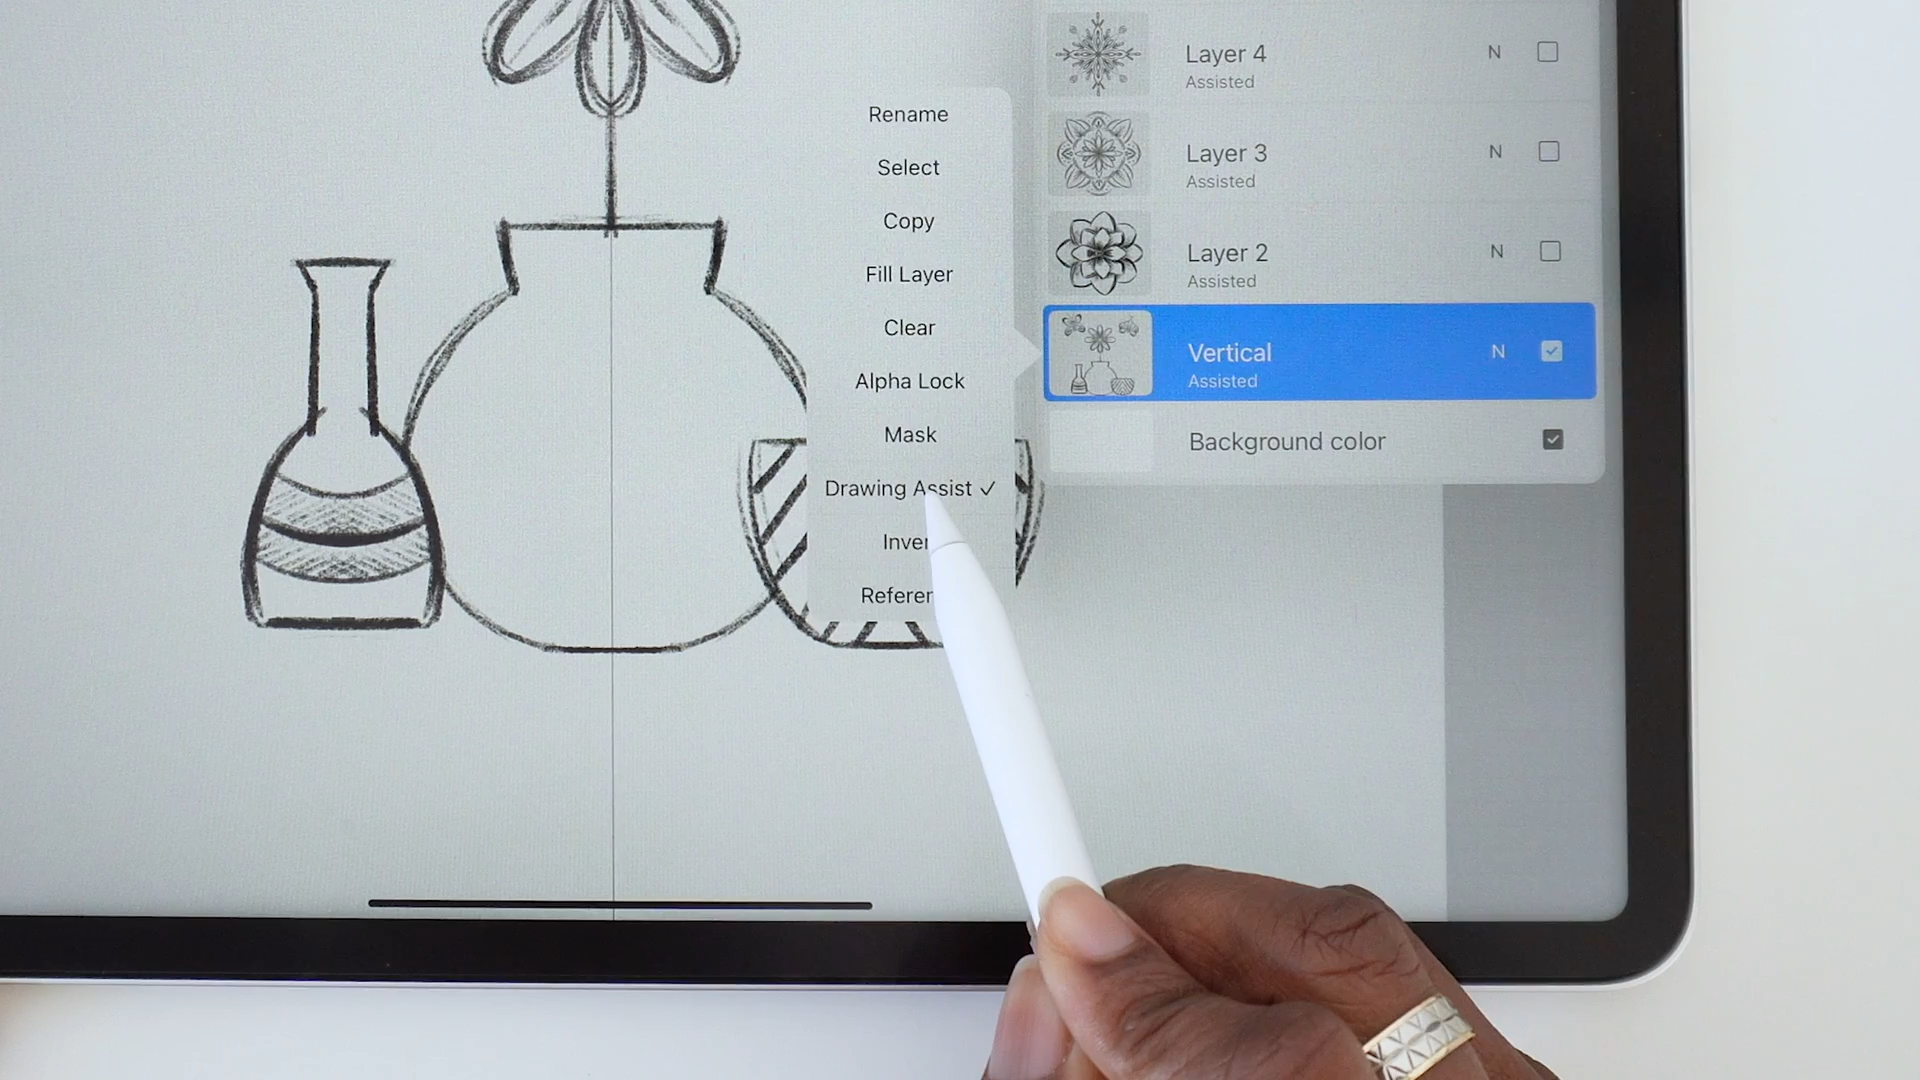 Rename
Select
Copy
Fill Layer
Clear
Alpha Lock
Mask
Drawing Assist ✓
Layer 4
N
Assisted
Layer 3
N
Assisted
Layer 2
N
Assisted
Vertical
N
Assisted
Background color